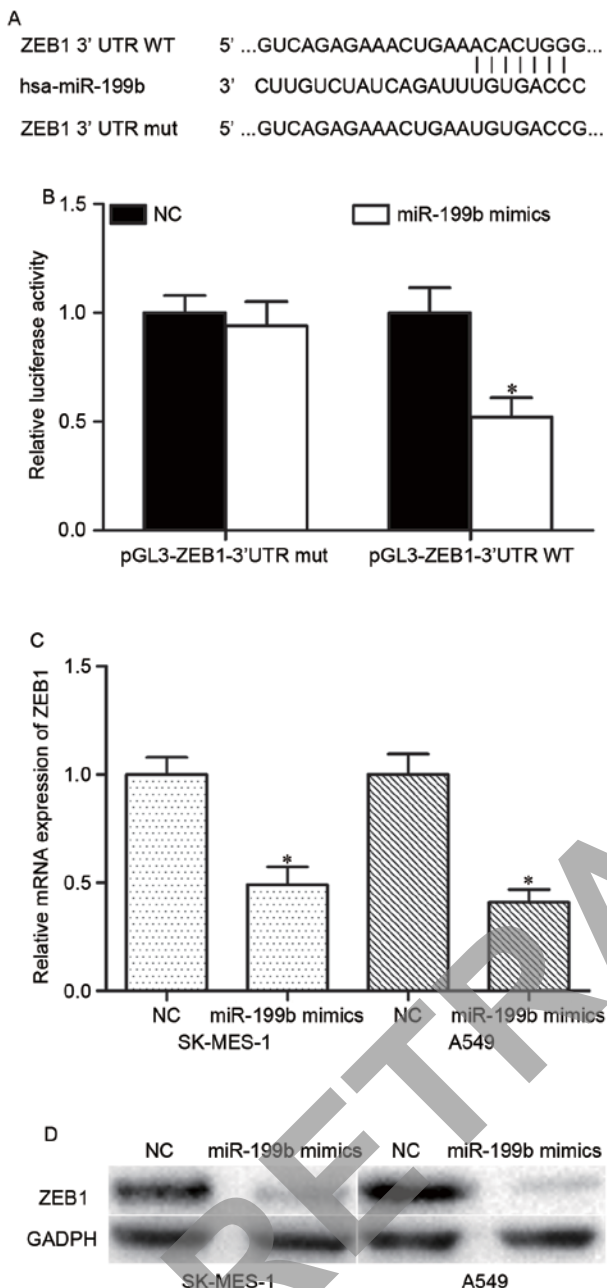 A
ZEB1 3' UTR WT 5' ...GUCAGAGAAACUGAAACACUGGG...
hsa-miR-199b 3' CUUGUCUAUCAGAUUUGUGACCC
ZEB1 3' UTR mut 5' ...GUCAGAGAAACUGAAUGUGACCG...
B
1.5
NC
miR-199b mimics
Relative luciferase activity
1.0
*
0.5
0.0
pGL3-ZEB1-3'UTR mut
pGL3-ZEB1-3'UTR WT
C
1.5
Relative mRNA expression of ZEB1
1.0
*
0.5
*
0.0
NC miR-199b mimics NC miR-199b mimics
SK-MES-1 A549
D
NC miR-199b mimics NC miR-199b mimics
ZEB1
GADPH
SK-MES-1 A549
RETRA